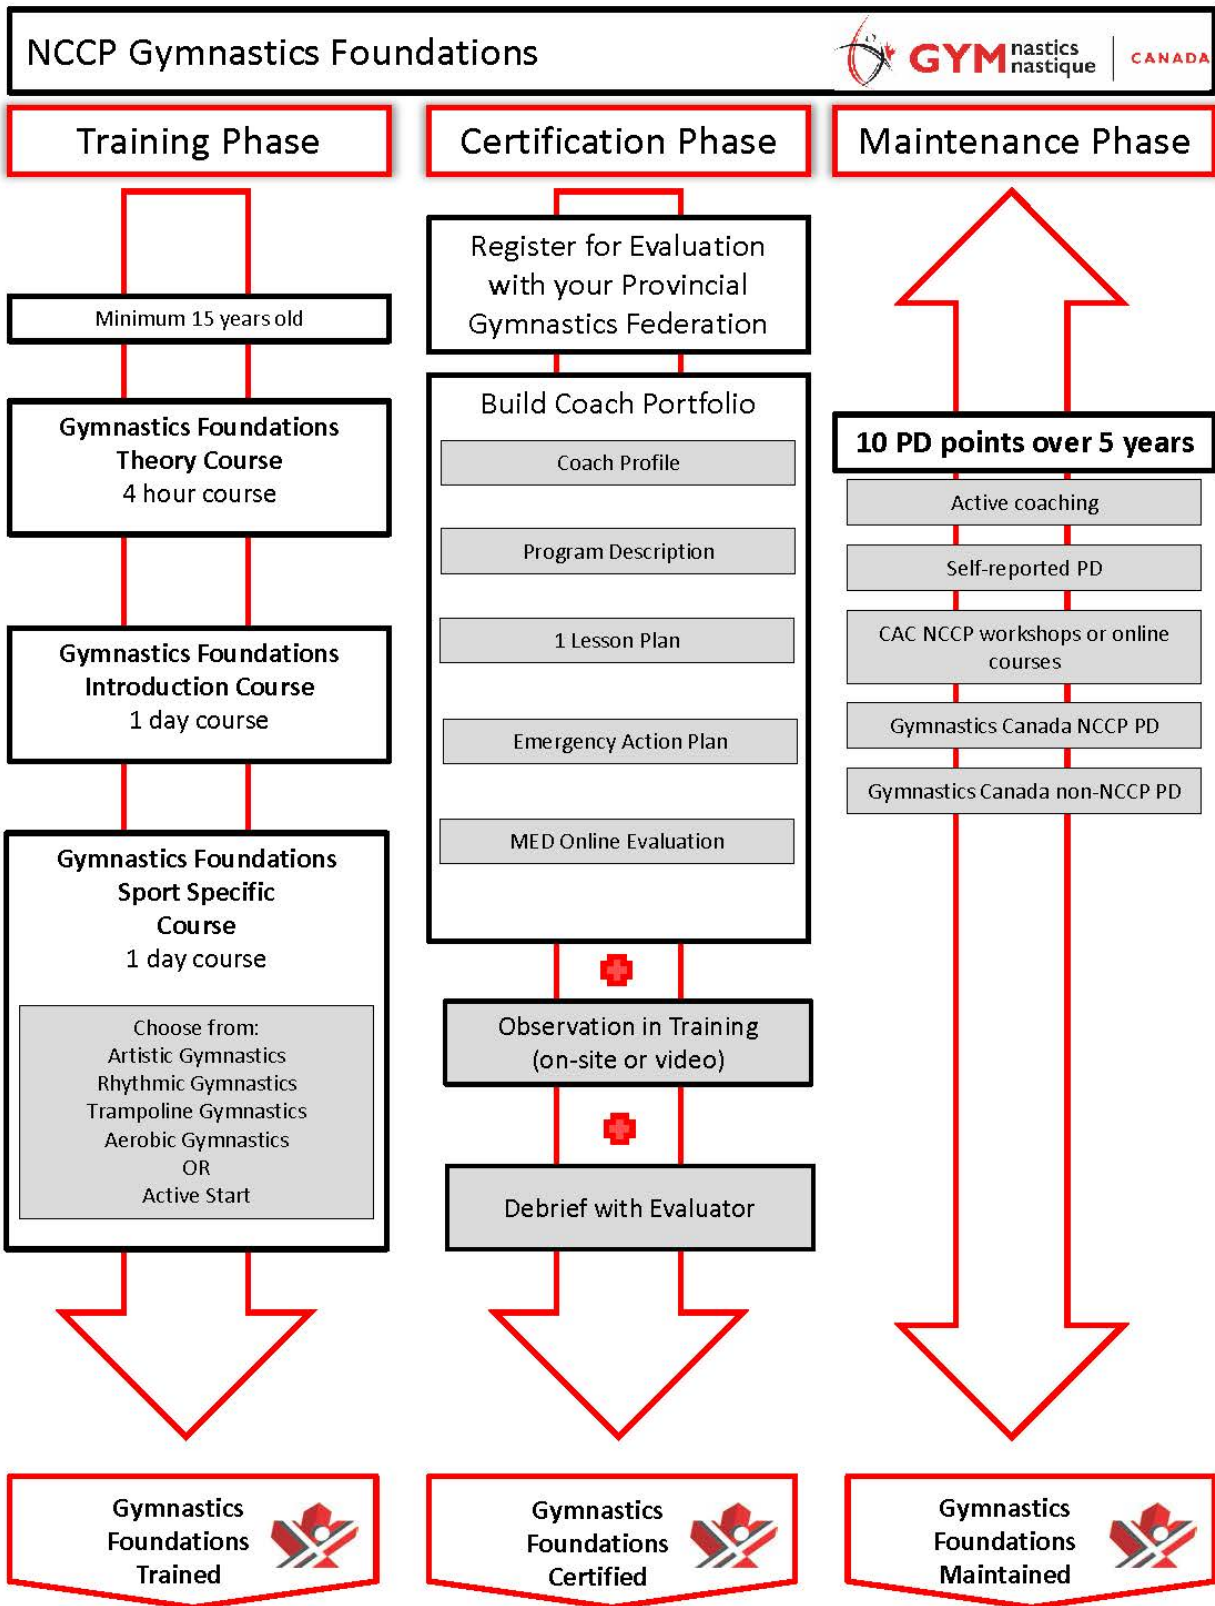 NCCP Gymnastics Foundations
GYM nastics
nastique
CANADA
Training Phase
Minimum 15 years old
Gymnastics Foundations
Theory Course
4 hour course
Gymnastics Foundations
Introduction Course
1 day course
Gymnastics Foundations
Sport Specific
Course
1 day course
Choose from:
Artistic Gymnastics
Rhythmic Gymnastics
Trampoline Gymnastics
Aerobic Gymnastics
OR
Active Start
Gymnastics
Foundations
Trained
Certification Phase
Register for Evaluation
with your Provincial
Gymnastics Federation
Build Coach Portfolio
Coach Profile
Program Description
1 Lesson Plan
Emergency Action Plan
MED Online Evaluation
Observation in Training
(on-site or video)
Debrief with Evaluator
Gymnastics
Foundations
Certified
Maintenance Phase
10 PD points over 5 years
Active coaching
Self-reported PD
CAC NCCP workshops or online
courses
Gymnastics Canada NCCP PD
Gymnastics Canada non-NCCP PD
Gymnastics
Foundations
Maintained